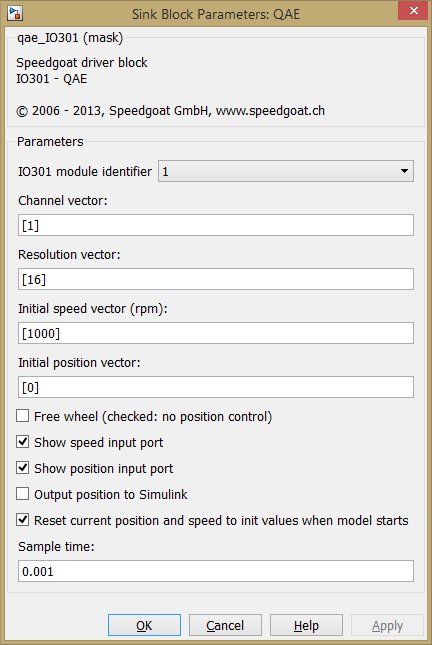 Sink Block Parameters: QAE
qae_IO301 (mask)
Speedgoat driver block
IO301 - QAE
© 2006 - 2013, Speedgoat GmbH, www.speedgoat.ch
Parameters
IO301 module identifier 1
Channel vector:
[1]
Resolution vector:
[16]
Initial speed vector (rpm):
[1000]
Initial position vector:
[0]
Free wheel (checked: no position control)
Show speed input port
Show position input port
Output position to Simulink
Reset current position and speed to init values when model starts
Sample time:
0.001
OK Cancel Help Apply